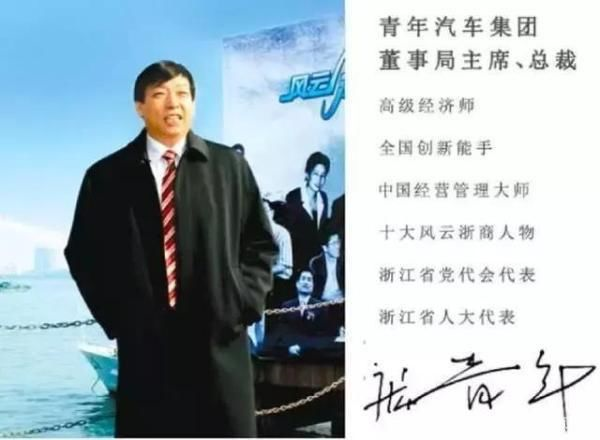 风云
青年汽车集团
董事局主席、总裁
高级经济师
全国创新能手
中国经营管理大师
十大风云浙商人物
浙江省党代会代表
浙江省人大代表
庞青年